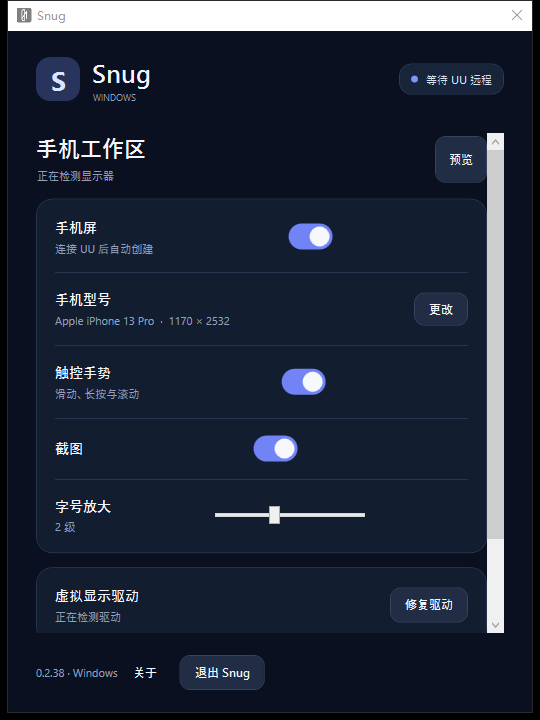 Snug
S
Snug
WINDOWS
等待 UU 远程
手机工作区
正在检测显示器
预览
手机屏
连接 UU 后自动创建
手机型号
Apple iPhone 13 Pro · 1170 × 2532
更改
触控手势
滑动、长按与滚动
截图
字号放大
2 级
虚拟显示驱动
正在检测驱动
修复驱动
0.2.38 · Windows
关于
退出 Snug